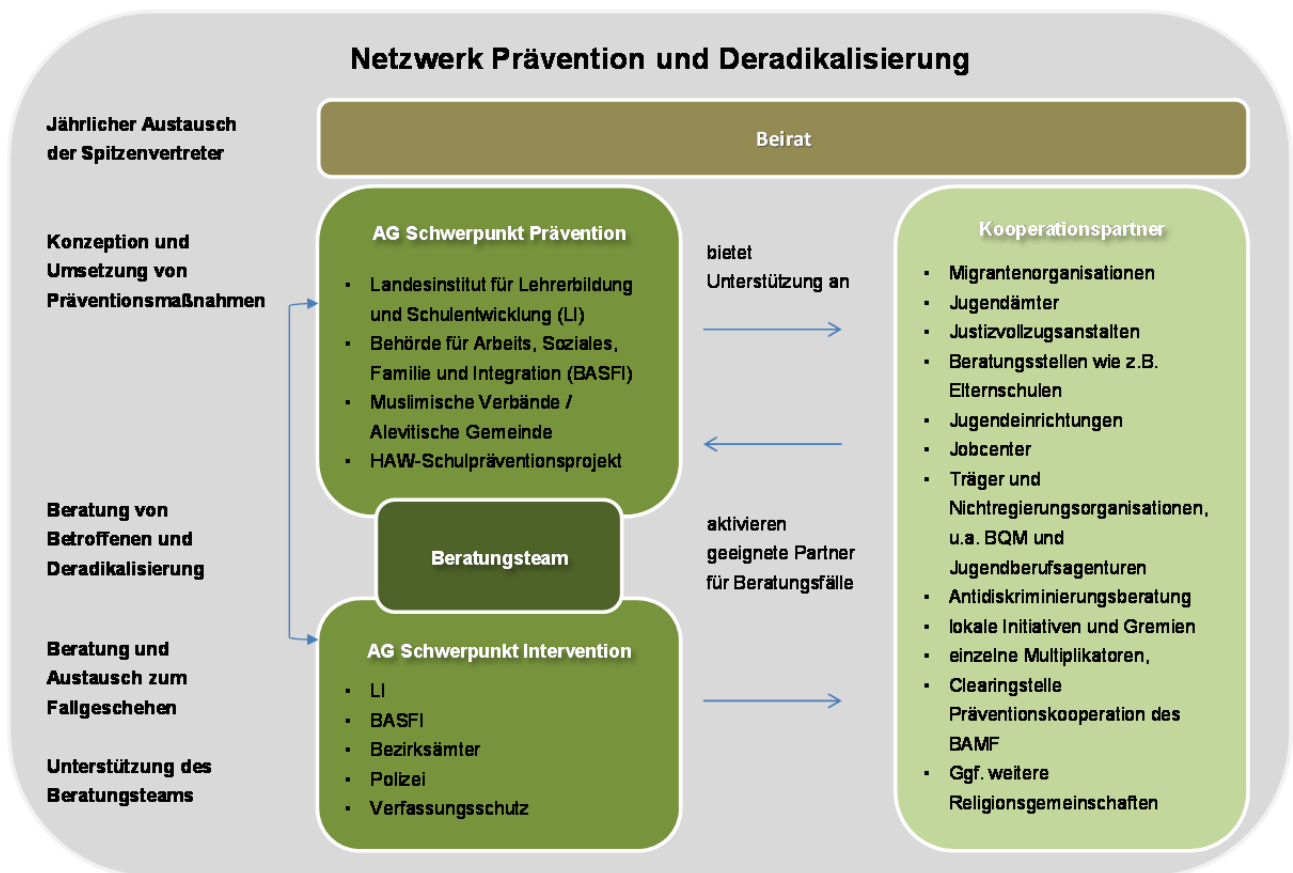 Netzwerk Prävention und Deradikalisierung
Jährlicher Austausch
der Spitzenvertreter
Beirat
Konzeption und
Umsetzung von
Präventionsmaßnahmen
AG Schwerpunkt Prävention
▪ Landesinstitut für Lehrerbildung
und Schulentwicklung (LI)
▪ Behörde für Arbeits, Soziales,
Familie und Integration (BASFI)
▪ Muslimische Verbände /
Alevitische Gemeinde
▪ HAW-Schulpräventionsprojekt
bietet
Unterstützung an
Kooperationspartner
▪ Migrantenorganisationen
▪ Jugendämter
▪ Justizvollzugsanstalten
▪ Beratungsstellen wie z.B.
Elternschulen
▪ Jugendeinrichtungen
▪ Jobcenter
▪ Träger und
Nichtregierungsorganisationen,
u.a. BQM und
Jugendberufsagenturen
▪ Antidiskriminierungsberatung
▪ lokale Initiativen und Gremien
▪ einzelne Multiplikatoren,
▪ Clearingstelle
Präventionskooperation des
BAMF
▪ Ggf. weitere
Religionsgemeinschaften
Beratung von
Betroffenen und
Deradikalisierung
Beratungsteam
aktivieren
geeignete Partner
für Beratungsfälle
Beratung und
Austausch zum
Fallgeschehen
Unterstützung des
Beratungsteams
AG Schwerpunkt Intervention
▪ LI
▪ BASFI
▪ Bezirksämter
▪ Polizei
▪ Verfassungsschutz